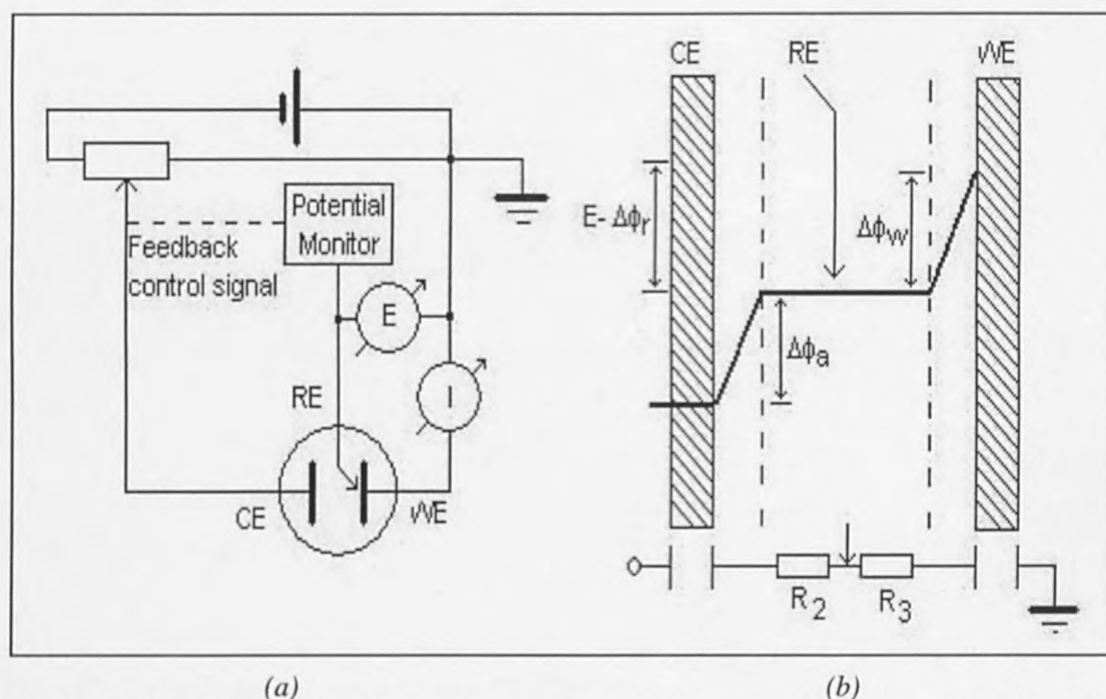 Potential
Monitor
Feedback
control signal
E
I
RE
CE
WE
(a)
CE
RE
WE
E- Δϕr
Δϕw
Δϕa
R2
R3
(b)